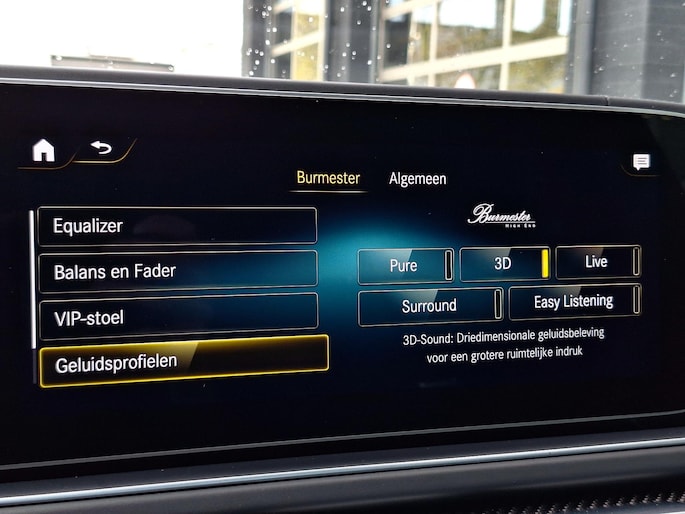 Burmester Algemeen
Equalizer
Balans en Fader
VIP-stoel
Geluidsprofielen
Burmester
HIGH END
Pure 3D Live
Surround Easy Listening
3D-Sound: Driedimensionale geluidsbeleving
voor een grotere ruimtelijke indruk